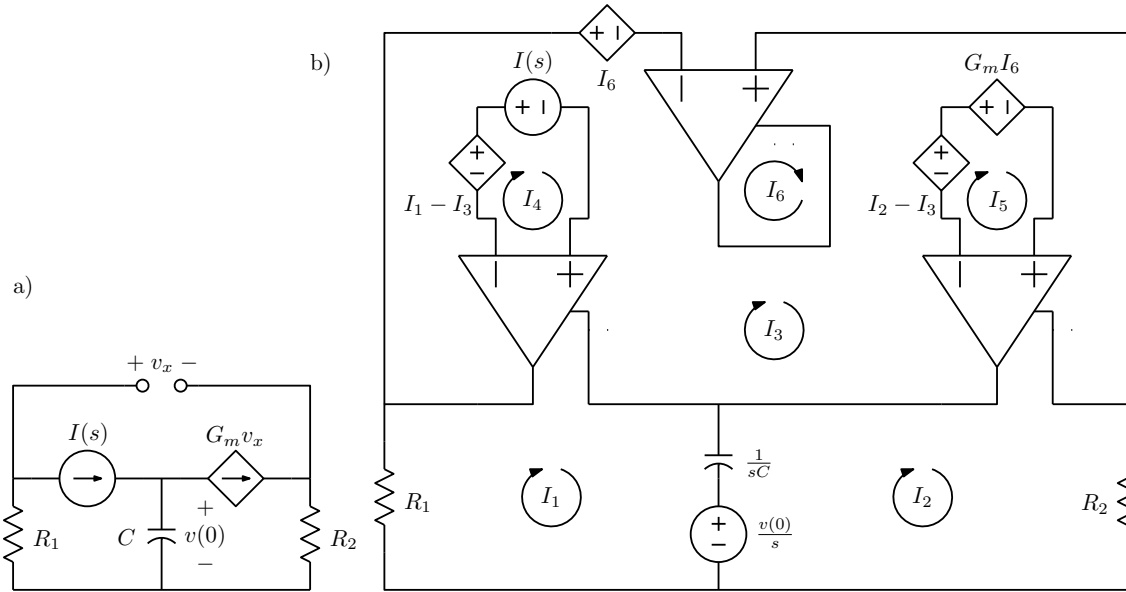 a)
+ v_x −
I(s)
G_m v_x
R_1
C
+
v(0)
−
R_2
b)
+ −
I_6
I(s)
+ −
+
−
I_1 − I_3
I_4
− +
− +
I_6
G_m I_6
+ −
+
−
I_2 − I_3
I_5
− +
I_3
R_1
I_1
1/sC
+
−
v(0)/s
I_2
R_2